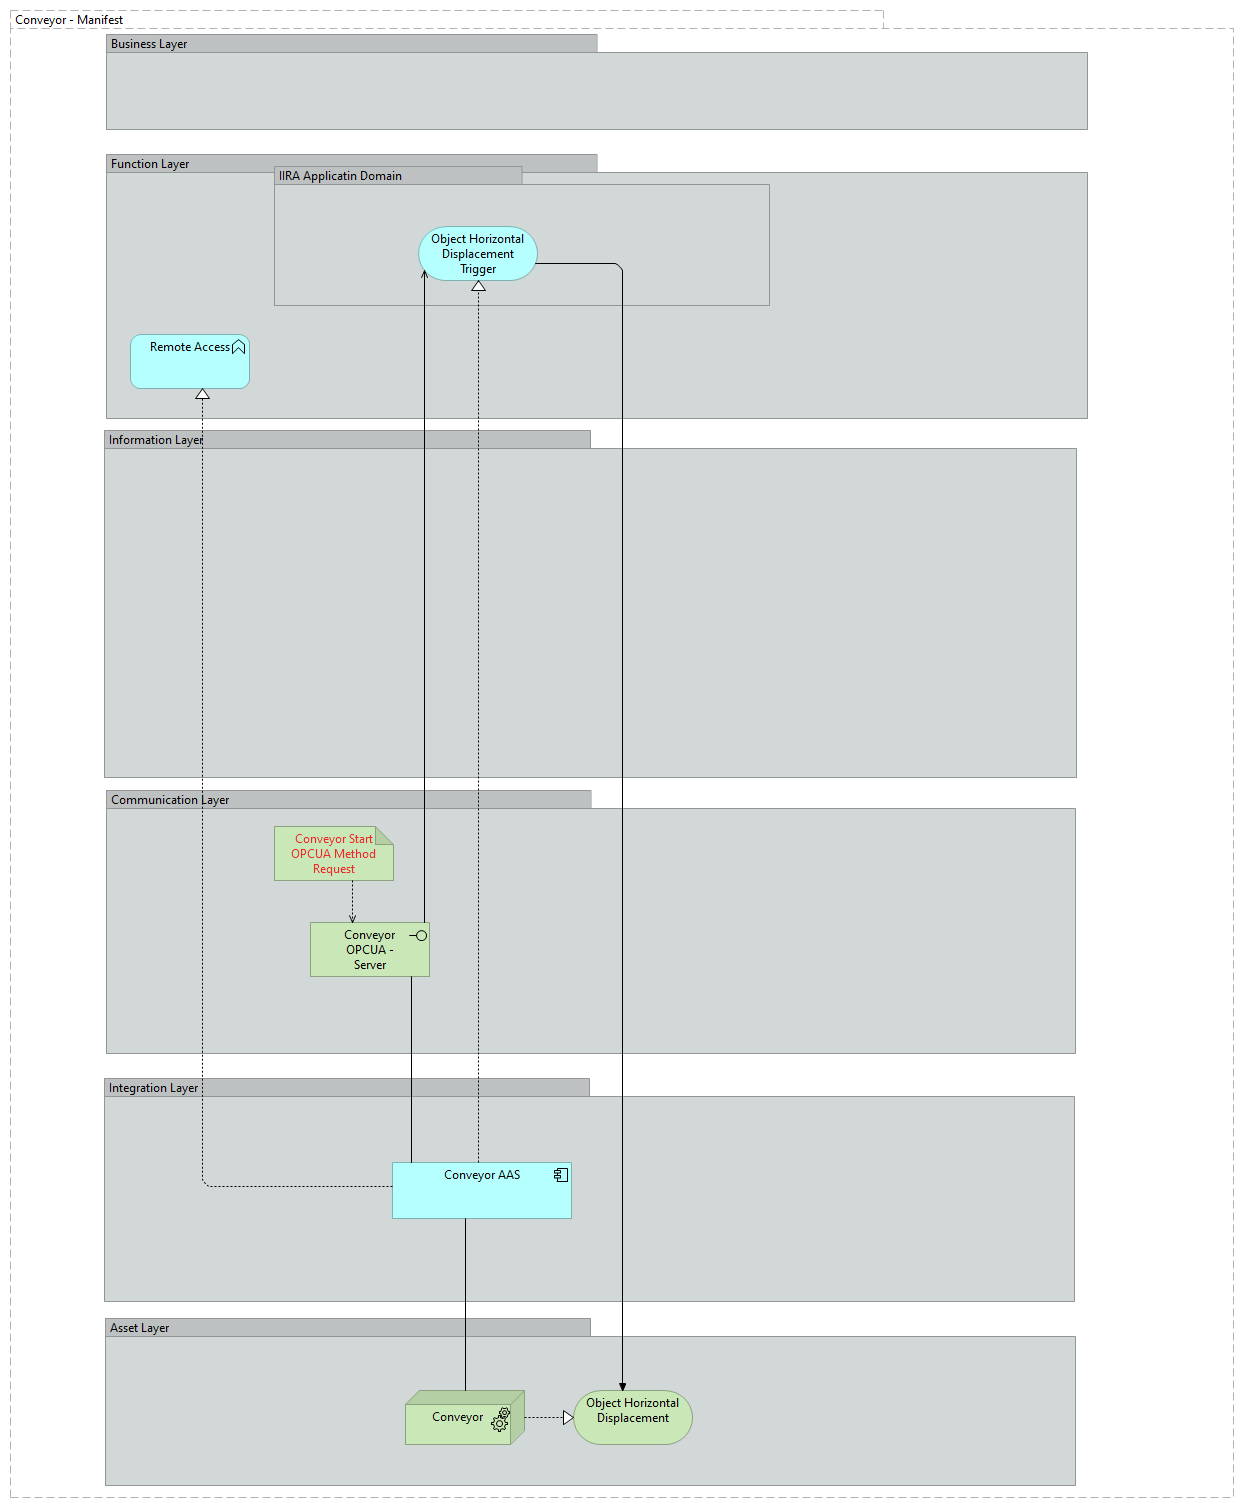 Conveyor - Manifest
Business Layer
Function Layer
IIRA Applicatin Domain
Object Horizontal
Displacement
Trigger
Remote Access
Information Layer
Communication Layer
Conveyor Start
OPCUA Method
Request
Conveyor
OPCUA -
Server
Integration Layer
Conveyor AAS
Asset Layer
Conveyor
Object Horizontal
Displacement